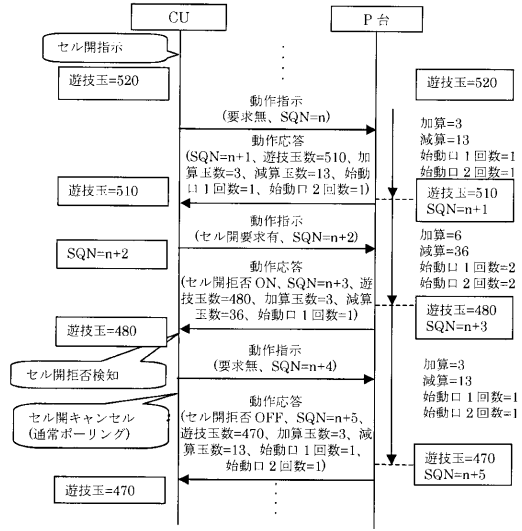 CU
P台
セル開指示
遊技玉=520
遊技玉=520
動作指示
(要求無、SQN=n)
加算=3
減算=13
始動口1回数=1
始動口2回数=1
動作応答
(SQN=n+1、遊技玉数=510、加
算玉数=3、減算玉数=13、始動
口1回数=1、始動口2回数=1)
遊技玉=510
遊技玉=510
SQN=n+1
動作指示
(セル開要求有、SQN=n+2)
SQN=n+2
加算=6
減算=36
始動口1回数=2
始動口2回数=2
動作応答
(セル開拒否ON、SQN=n+3、遊
技玉数=480、加算玉数=3、減算
玉数=36、始動口1回数=1)
遊技玉=480
遊技玉=480
SQN=n+3
セル開拒否検知
動作指示
(要求無、SQN=n+4)
加算=3
減算=13
始動口1回数=1
始動口2回数=1
セル開キャンセル
(通常ポーリング)
動作応答
(セル開拒否OFF、SQN=n+5、
遊技玉数=470、加算玉数=3、減
算玉数=13、始動口1回数=1、
始動口2回数=1)
遊技玉=470
SQN=n+5
遊技玉=470